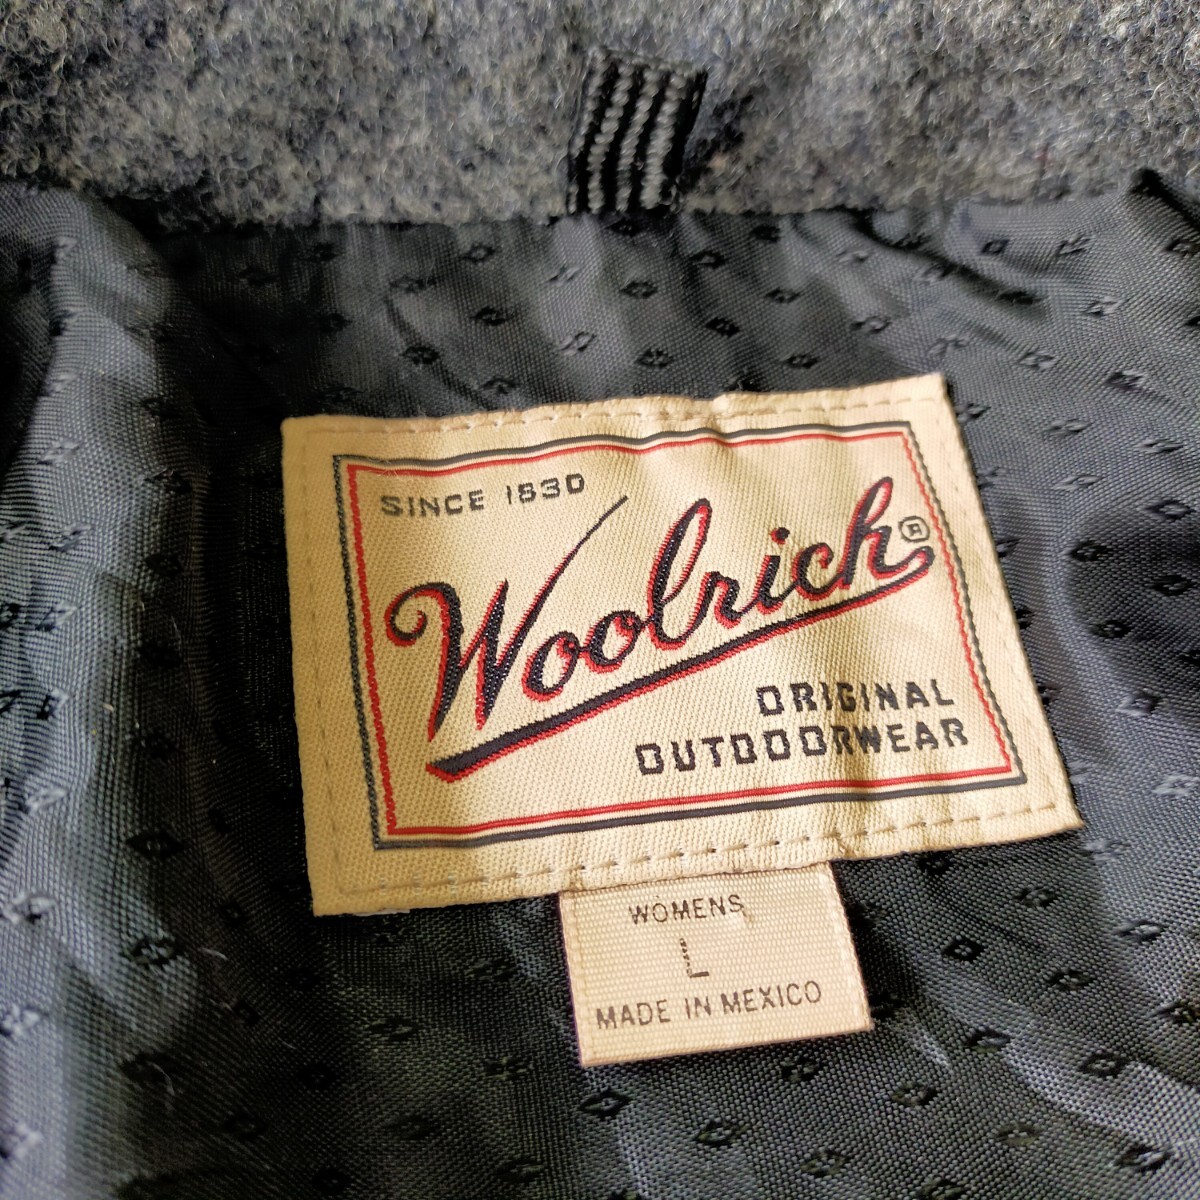 SINCE 1830
Woolrich®
ORIGINAL
OUTDOORWEAR
WOMENS
L
MADE IN MEXICO